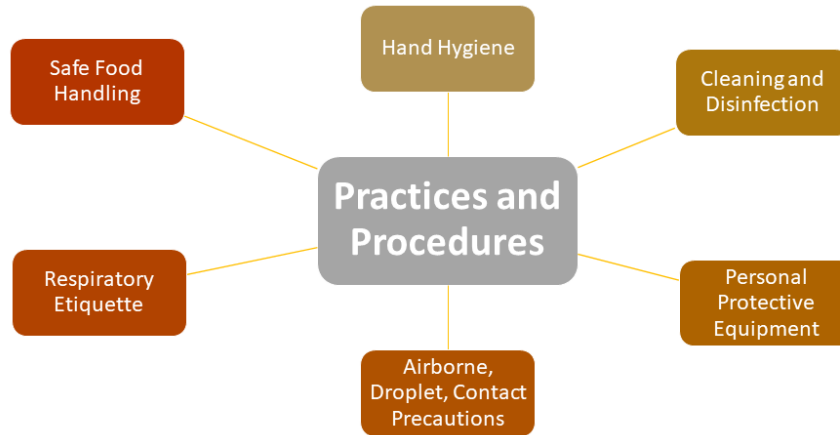 Hand Hygiene
Safe Food
Handling
Cleaning and
Disinfection
Practices and
Procedures
Respiratory
Etiquette
Personal
Protective
Equipment
Airborne,
Droplet, Contact
Precautions